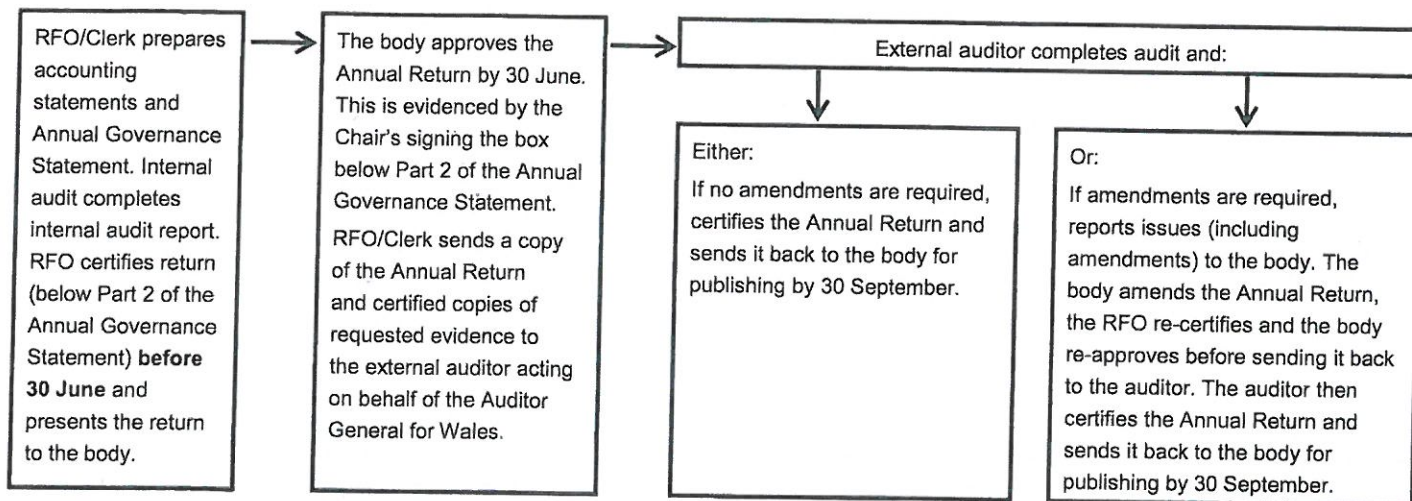 RFO/Clerk prepares
accounting
statements and
Annual Governance
Statement. Internal
audit completes
internal audit report.
RFO certifies return
(below Part 2 of the
Annual Governance
Statement) before
30 June and
presents the return
to the body.
The body approves the
Annual Return by 30 June.
This is evidenced by the
Chair's signing the box
below Part 2 of the Annual
Governance Statement.
RFO/Clerk sends a copy
of the Annual Return
and certified copies of
requested evidence to
the external auditor acting
on behalf of the Auditor
General for Wales.
External auditor completes audit and:
Either:
If no amendments are required,
certifies the Annual Return and
sends it back to the body for
publishing by 30 September.
Or:
If amendments are required,
reports issues (including
amendments) to the body. The
body amends the Annual Return,
the RFO re-certifies and the body
re-approves before sending it back
to the auditor. The auditor then
certifies the Annual Return and
sends it back to the body for
publishing by 30 September.